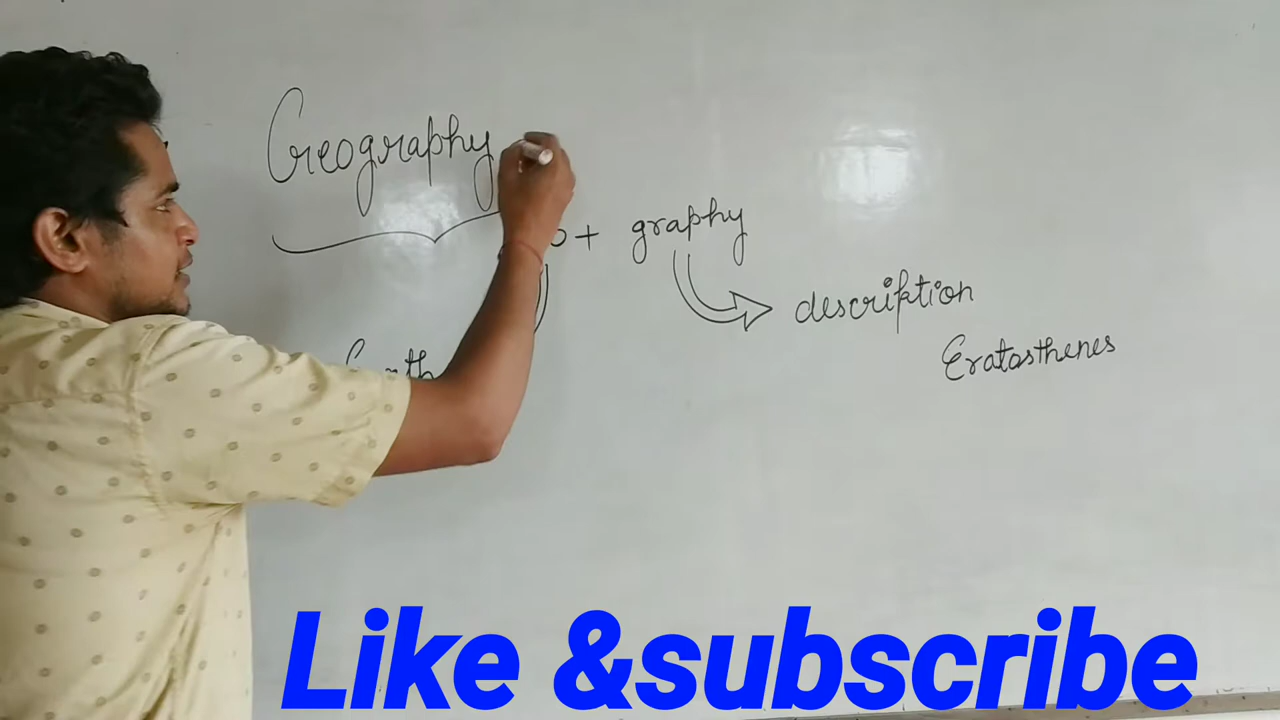 Geography
+ graphy
description
Eratosthenes
Like &subscribe